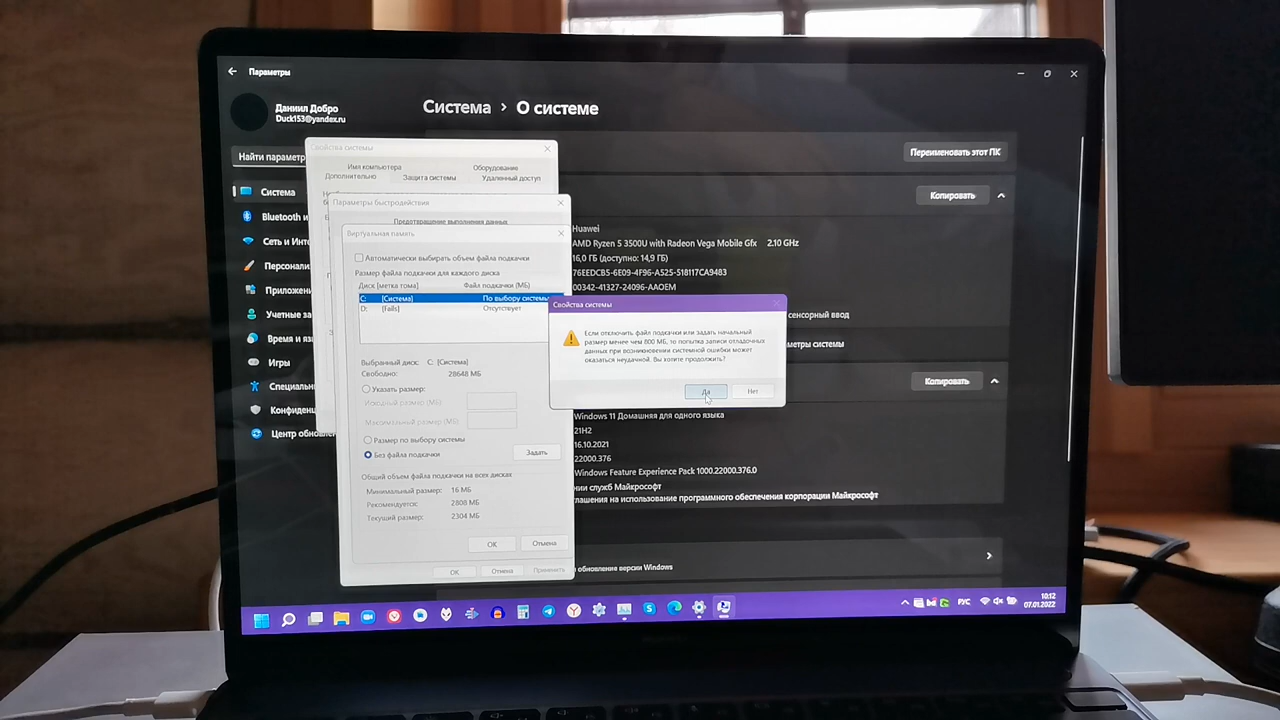 Параметры
Даниил Добро
Duck153@yandex.ru
Система > О системе
Найти параметр
Переименовать этот ПК
Копировать
Система
Bluetooth и
Сеть и Инте
Персонали
Приложен
Учетные за
Время и яз
Игры
Специальн
Конфиденц
Центр обновл
Huawei
AMD Ryzen 5 3500U with Radeon Vega Mobile Gfx 2.10 GHz
16,0 ГБ (доступно: 14,9 ГБ)
76EEDCB5-6E09-4F96-A525-518117CA9483
00342-41327-24096-AAOEM
сенсорный ввод
метры системы
Копировать
Windows 11 Домашняя для одного языка
21H2
16.10.2021
22000.376
Windows Feature Experience Pack 1000.22000.376.0
нии служб Майкрософт
глашения на использование программного обеспечения корпорации Майкрософт
обновление версии Windows
Свойства системы
Имя компьютера
Оборудование
Дополнительно
Защита системы
Удаленный доступ
Параметры быстродействия
Предотвращение выполнения данных
Виртуальная память
Автоматически выбирать объем файла подкачки
Размер файла подкачки для каждого диска
Диск [метка тома]
Файл подкачки (МБ)
C: [Система]
По выбору системы
D: [Fails]
Отсутствует
Выбранный диск: C: [Система]
Свободно: 28648 МБ
Указать размер:
Исходный размер (МБ):
Максимальный размер (МБ):
Размер по выбору системы
Без файла подкачки
Задать
Общий объем файла подкачки на всех дисках
Минимальный размер: 16 МБ
Рекомендуется: 2808 МБ
Текущий размер: 2304 МБ
ОК
Отмена
ОК
Отмена
Применить
Свойства системы
Если отключить файл подкачки или задать начальный
размер менее чем 800 МБ, то попытка записи отладочных
данных при возникновении системной ошибки может
оказаться неудачной. Вы хотите продолжить?
Да
Нет
РУС
10:12
07.01.2022